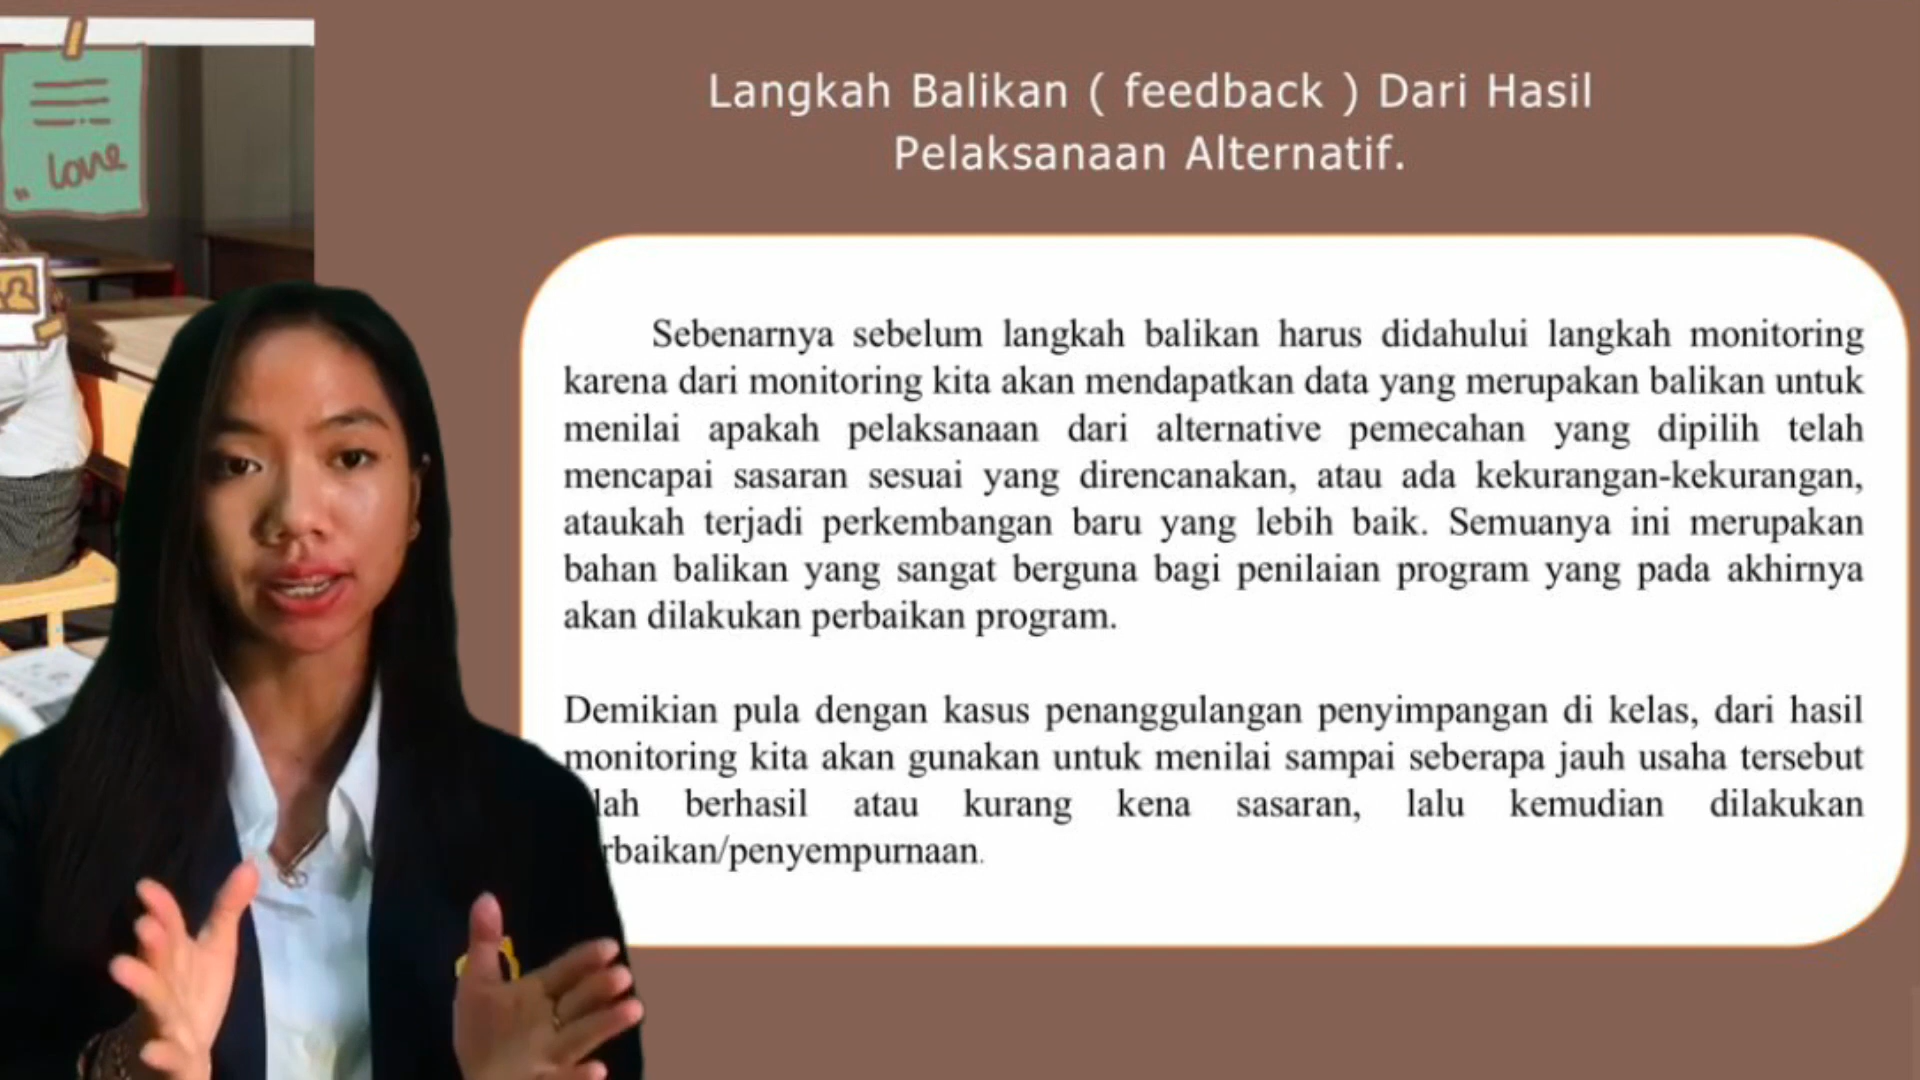 Love
Langkah Balikan ( feedback ) Dari Hasil
Pelaksanaan Alternatif.
Sebenarnya sebelum langkah balikan harus didahului langkah monitoring
karena dari monitoring kita akan mendapatkan data yang merupakan balikan untuk
menilai apakah pelaksanaan dari alternative pemecahan yang dipilih telah
mencapai sasaran sesuai yang direncanakan, atau ada kekurangan-kekurangan,
ataukah terjadi perkembangan baru yang lebih baik. Semuanya ini merupakan
bahan balikan yang sangat berguna bagi penilaian program yang pada akhirnya
akan dilakukan perbaikan program.
Demikian pula dengan kasus penanggulangan penyimpangan di kelas, dari hasil
monitoring kita akan gunakan untuk menilai sampai seberapa jauh usaha tersebut
lah berhasil atau kurang kena sasaran, lalu kemudian dilakukan
rbaikan/penyempurnaan.